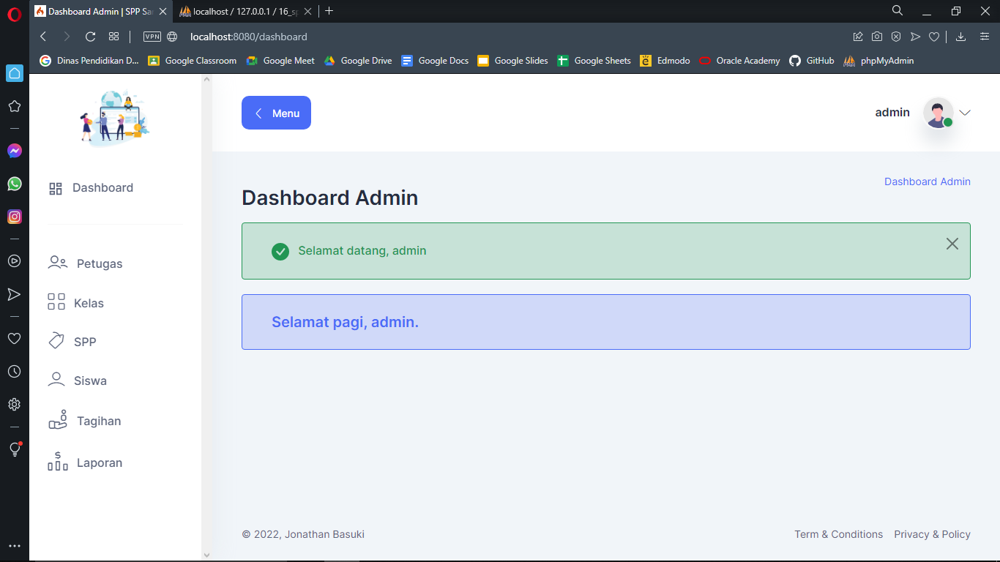 Dashboard Admin | SPP Sa
localhost / 127.0.0.1 / 16_s
VPN
localhost:8080/dashboard
Dinas Pendidikan D...
Google Classroom
Google Meet
Google Drive
Google Docs
Google Slides
Google Sheets
Edmodo
Oracle Academy
GitHub
phpMyAdmin
Menu
admin
Dashboard
Dashboard Admin
Dashboard Admin
Selamat datang, admin
Petugas
Kelas
Selamat pagi, admin.
SPP
Siswa
Tagihan
Laporan
© 2022, Jonathan Basuki
Term & Conditions
Privacy & Policy